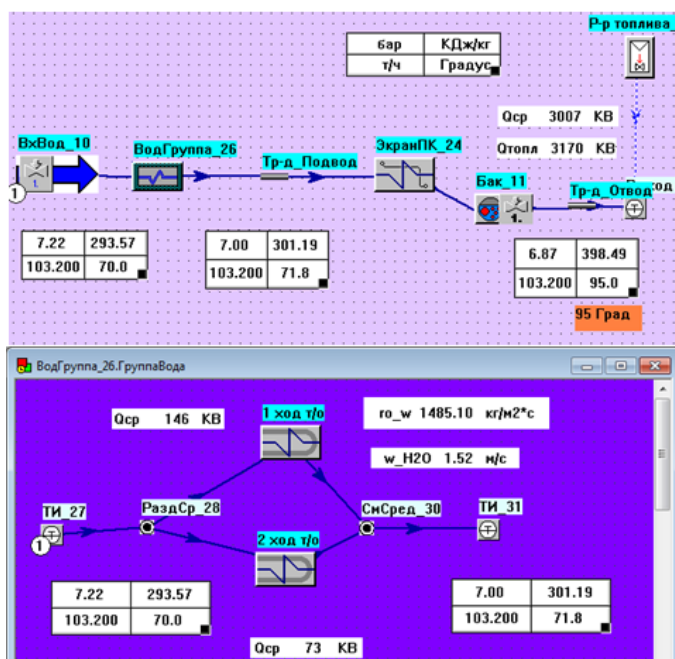 Р-р топлива_
бар КДж/кг
т/ч Градус
Qср 3007 КВ
Qтопл 3170 КВ
ВхВод_10
ВодГруппа_26
Тр-д_Подвод
ЭкранПК_24
Бак_11
Тр-д_Отвод
ход
1
1.
1.
7.22 293.57
103.200 70.0
7.00 301.19
103.200 71.8
6.87 398.49
103.200 95.0
95 Град
ВодГруппа_26.ГруппаВода
Qср 146 КВ
1 ход т/о
ro_w 1485.10 кг/м2*с
w_H2O 1.52 м/с
ТИ_27
РаздСр_28
СмСред_30
ТИ_31
1
2 ход т/о
7.22 293.57
103.200 70.0
7.00 301.19
103.200 71.8
Qср 73 КВ